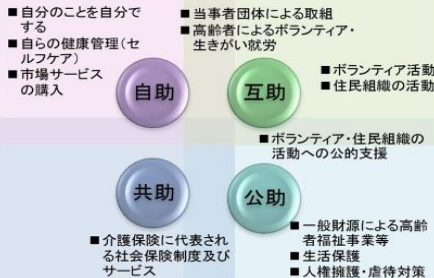 ■ 自分のことを自分で
する
■ 自らの健康管理(セ
ルフケア)
■ 市場サービス
の購入
自助
■ 当事者団体による取組
■ 高齢者によるボランティア・
生きがい就労
互助
■ ボランティア活動
■ 住民組織の活動
■ ボランティア・住民組織の
活動への公的支援
共助
■ 介護保険に代表され
る社会保険制度及び
サービス
公助
■ 一般財源による高齢
者福祉事業等
■ 生活保護
■ 人権擁護・虐待対策